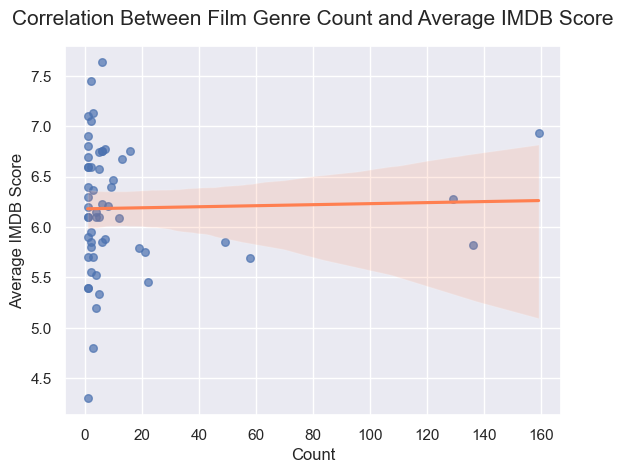 Correlation Between Film Genre Count and Average IMDB Score
7.5
7.0
6.5
6.0
5.5
5.0
4.5
Average IMDB Score
0 20 40 60 80 100 120 140 160
Count